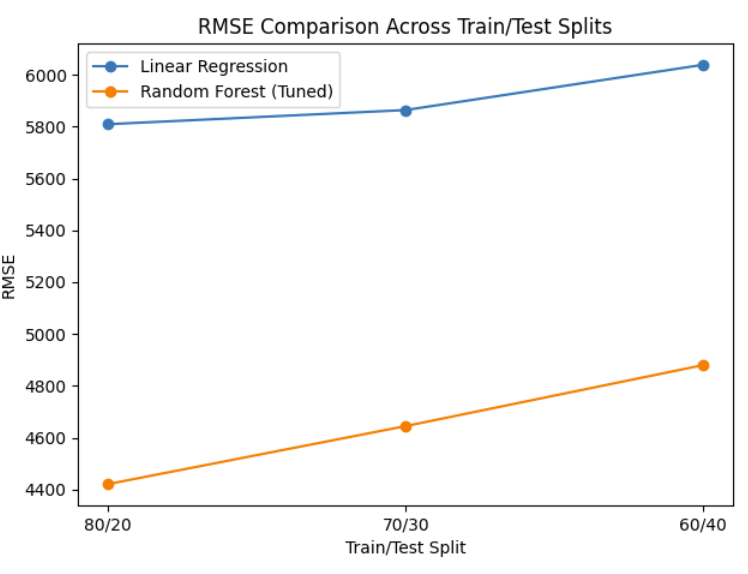 RMSE Comparison Across Train/Test Splits
Linear Regression
Random Forest (Tuned)
6000
5800
5600
5400
5200
5000
4800
4600
4400
RMSE
80/20
70/30
60/40
Train/Test Split